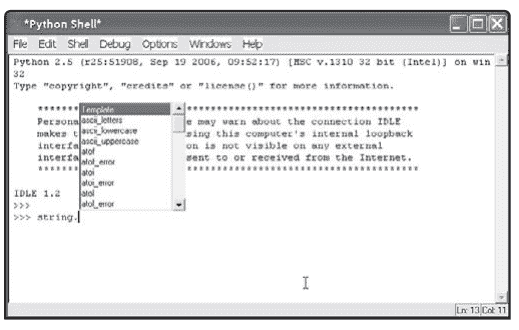 *Python Shell*
File Edit Shell Debug Options Windows Help
Python 2.5 (r25:51908, Sep 19 2006, 09:52:17) [MSC v.1310 32 bit (Intel)] on win
32
Type "copyright", "credits" or "license()" for more information.
****************************************************************
Persona e may warn about the connection IDLE
makes t sing this computer's internal loopback
interfa on is not visible on any external
interfa sent to or received from the Internet.
****************************************************************
Template
ascii_letters
ascii_lowercase
ascii_uppercase
atof
atof_error
atoi
atoi_error
atol
atol_error
IDLE 1.2
>>>
>>> string.
Ln: 13 Col: 11